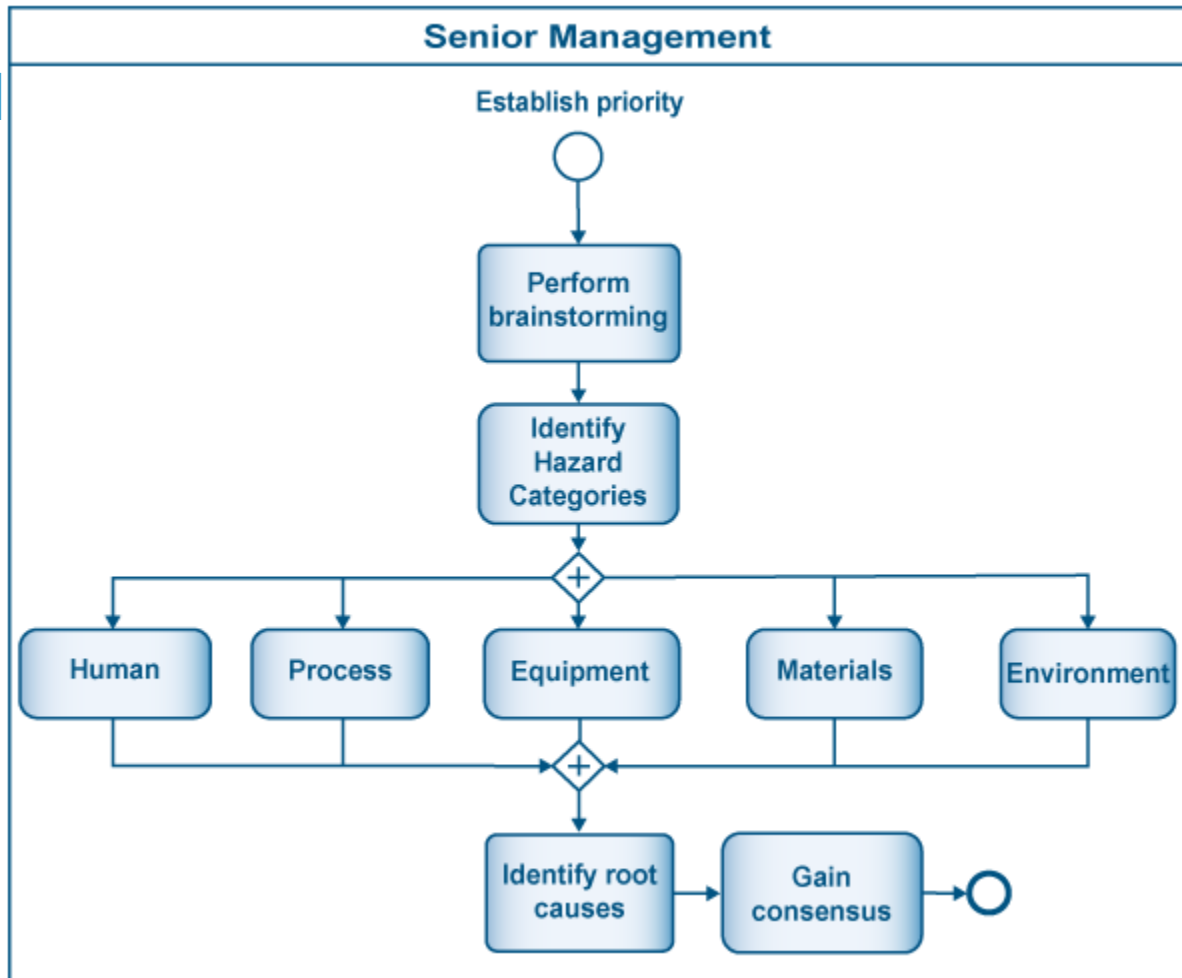 Senior Management
Establish priority
Perform
brainstorming
Identify
Hazard
Categories
Human
Process
Equipment
Materials
Environment
Identify root
causes
Gain
consensus